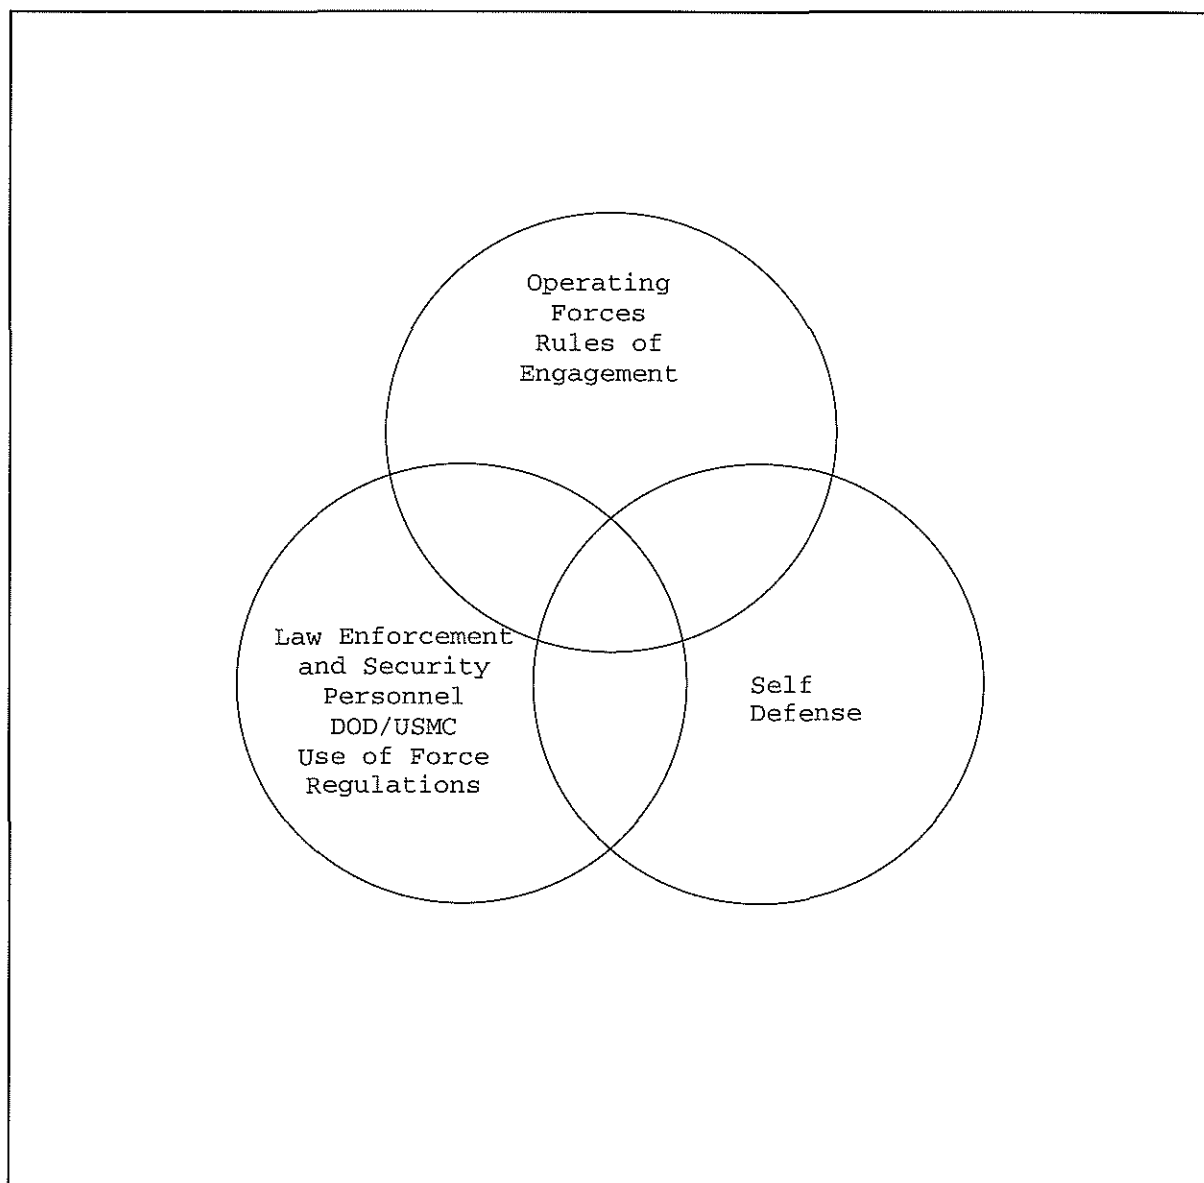 Operating
Forces
Rules of
Engagement
Law Enforcement
and Security
Personnel
DOD/USMC
Use of Force
Regulations
Self
Defense